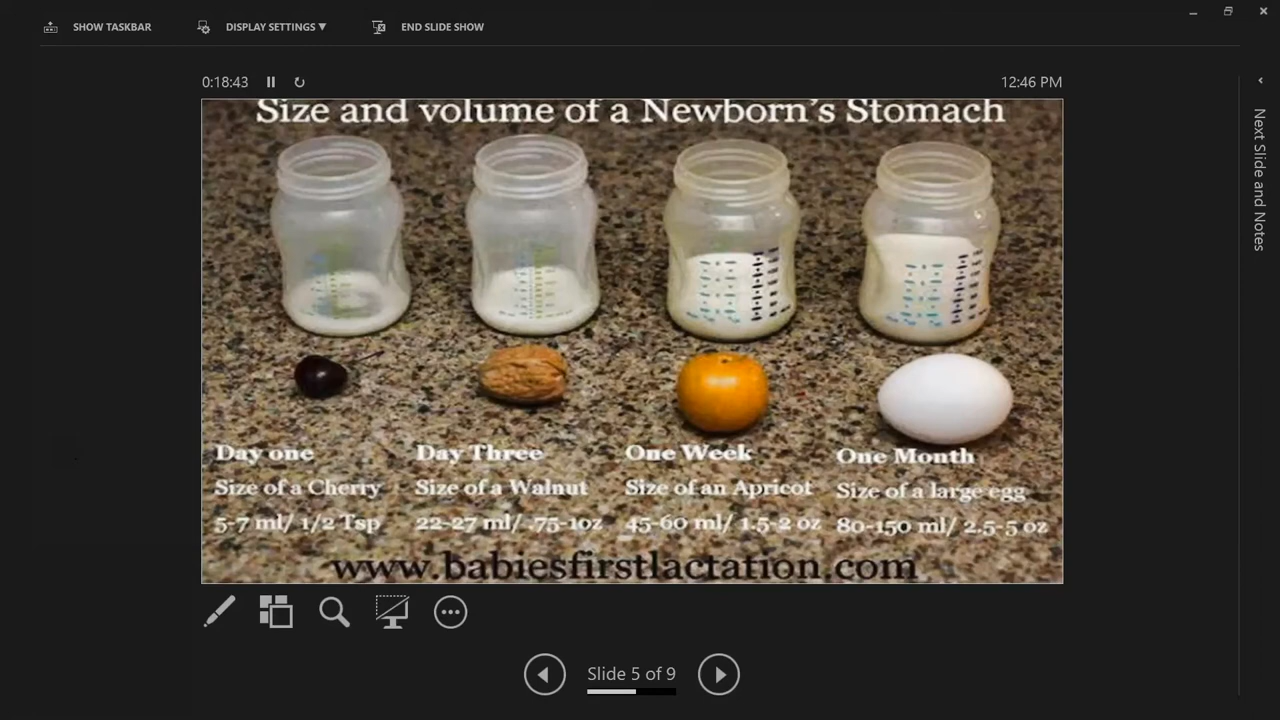 SHOW TASKBAR
DISPLAY SETTINGS ▼
END SLIDE SHOW
0:18:43
12:46 PM
Next Slide and Notes
Size and volume of a Newborn's Stomach
Day one
Size of a Cherry
5-7 ml/ 1/2 Tsp
Day Three
Size of a Walnut
22-27 ml/ .75-1oz
One Week
Size of an Apricot
45-60 ml/ 1.5-2 oz
One Month
Size of a large egg
80-150 ml/ 2.5-5 oz
www.babiesfirstlactation.com
Slide 5 of 9